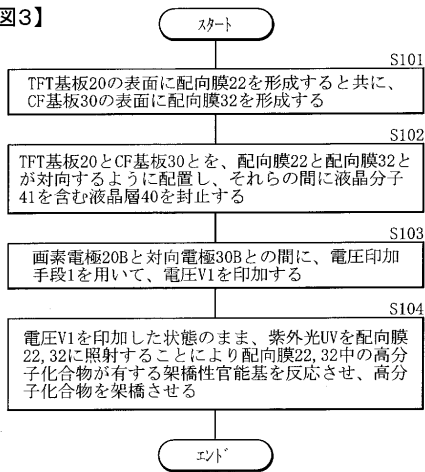 図3】
スタート
S101
TFT基板20の表面に配向膜22を形成すると共に、
CF基板30の表面に配向膜32を形成する
S102
TFT基板20とCF基板30とを、配向膜22と配向膜32と
が対向するように配置し、それらの間に液晶分子
41を含む液晶層40を封止する
S103
画素電極20Bと対向電極30Bとの間に、電圧印加
手段1を用いて、電圧V1を印加する
S104
電圧V1を印加した状態のまま、紫外光UVを配向膜
22,32に照射することにより配向膜22,32中の高分
子化合物が有する架橋性官能基を反応させ、高分
子化合物を架橋させる
エンド